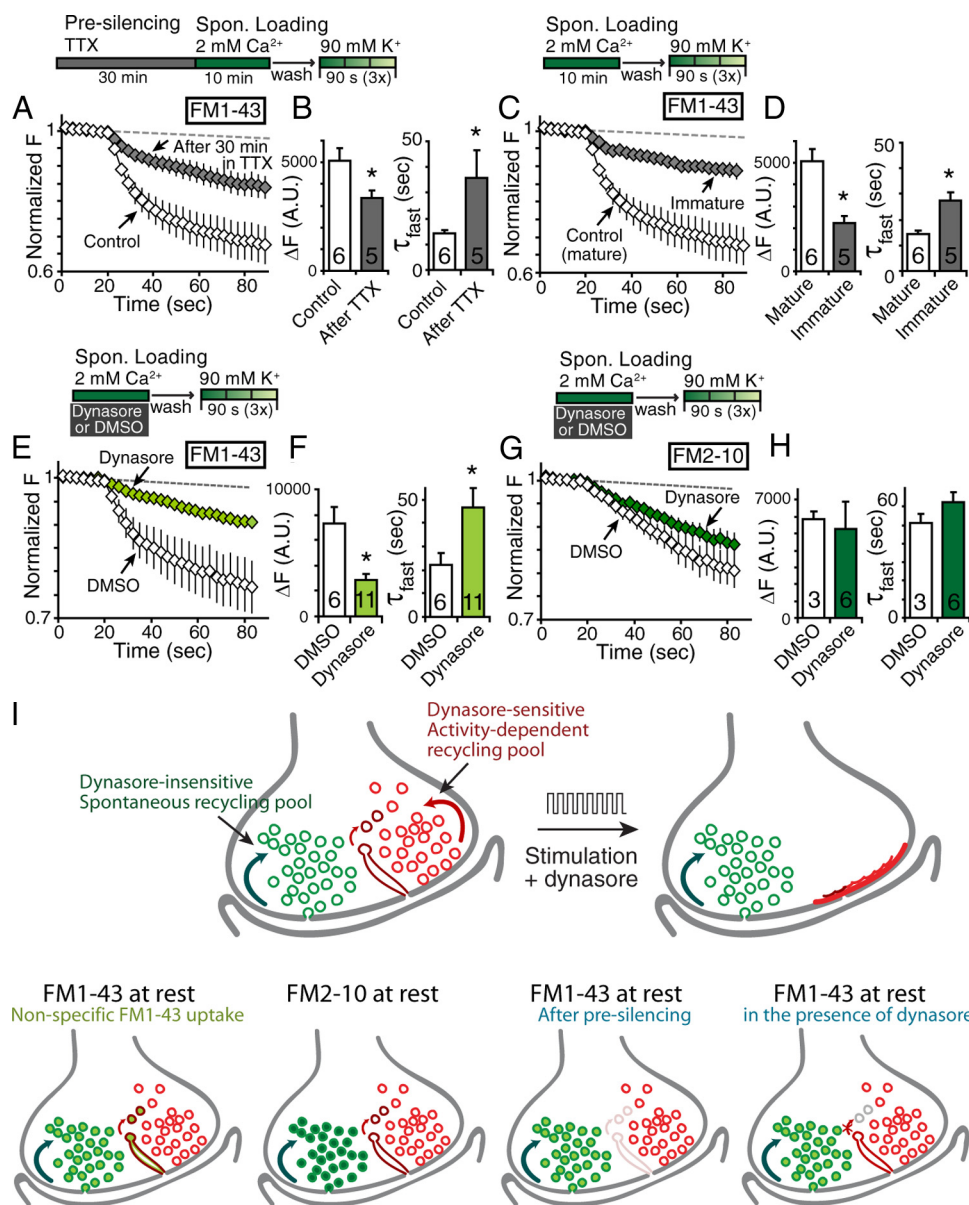 Pre-silencing
TTX
Spon. Loading
2 mM Ca²⁺
90 mM K⁺
30 min
10 min
wash
90 s (3x)
Spon. Loading
2 mM Ca²⁺
90 mM K⁺
10 min
wash
90 s (3x)
A
FM1-43
Normalized F
1
0.6
After 30 min
in TTX
Control
0 20 40 60 80
Time (sec)
B
ΔF (A.U.)
5000
0
*
6 5
Control
After TTX
τfast (sec)
50
0
*
6 5
Control
After TTX
C
FM1-43
Normalized F
1
0.6
Immature
Control
(mature)
0 20 40 60 80
Time (sec)
D
ΔF (A.U.)
5000
0
*
6 5
Mature
Immature
τfast (sec)
50
0
*
6 5
Mature
Immature
Spon. Loading
2 mM Ca²⁺
90 mM K⁺
Dynasore
or DMSO
wash
90 s (3x)
Spon. Loading
2 mM Ca²⁺
90 mM K⁺
Dynasore
or DMSO
wash
90 s (3x)
E
FM1-43
Normalized F
1
0.7
Dynasore
DMSO
0 20 40 60 80
Time (sec)
F
ΔF (A.U.)
10000
0
*
6 11
DMSO
Dynasore
τfast (sec)
50
0
*
6 11
DMSO
Dynasore
G
FM2-10
Normalized F
1
0.7
Dynasore
DMSO
0 20 40 60 80
Time (sec)
H
ΔF (A.U.)
7000
0
3 6
DMSO
Dynasore
τfast (sec)
60
0
3 6
DMSO
Dynasore
I
Dynasore-sensitive
Activity-dependent
recycling pool
Dynasore-insensitive
Spontaneous recycling pool
Stimulation
+ dynasore
FM1-43 at rest
Non-specific FM1-43 uptake
FM2-10 at rest
FM1-43 at rest
After pre-silencing
FM1-43 at rest
in the presence of dynasore